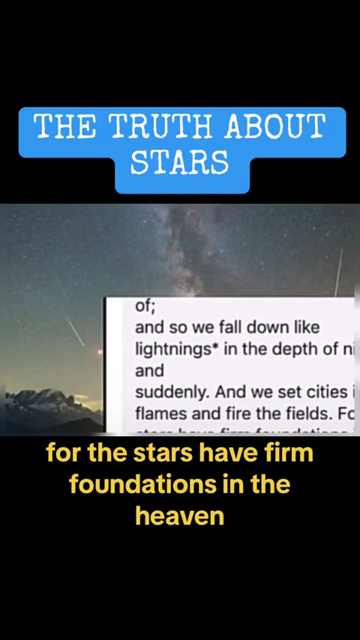 THE TRUTH ABOUT
STARS
of;
and so we fall down like
lightnings* in the depth of
and
suddenly. And we set cities
flames and fire the fields.
for the stars have firm
foundations in the
heaven